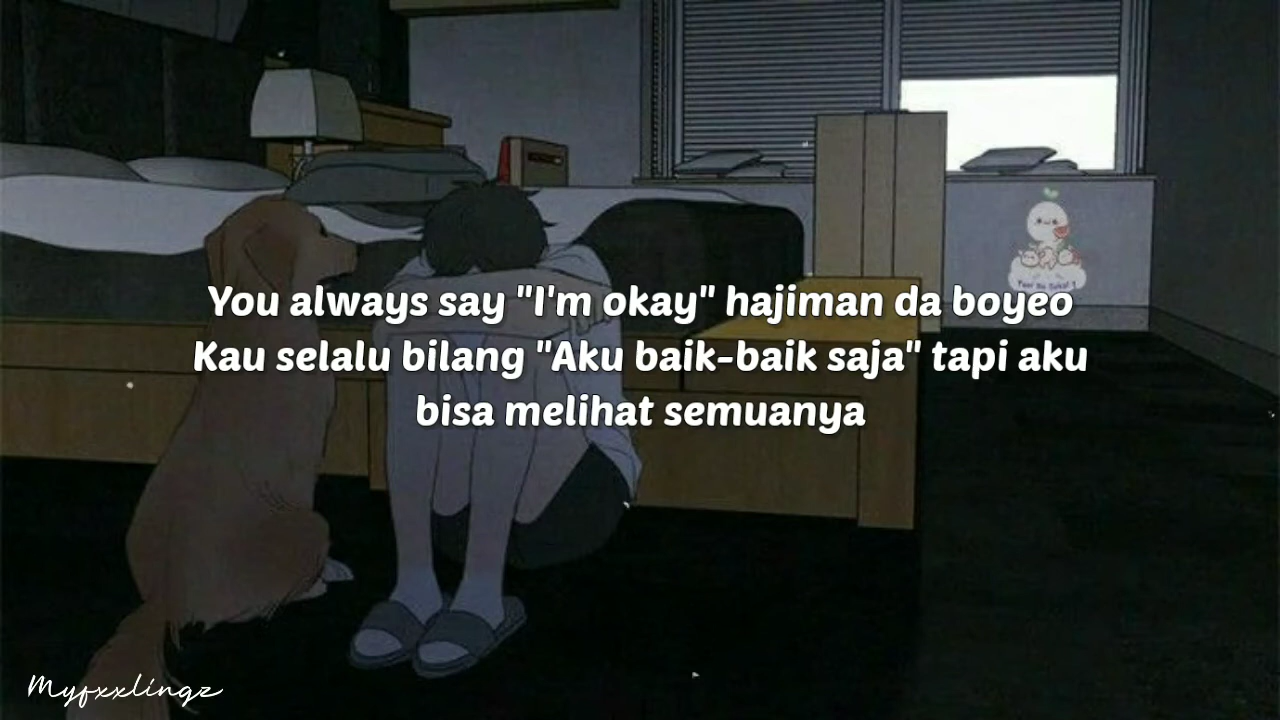 You always say "I'm okay" hajiman da boyeo
Kau selalu bilang "Aku baik-baik saja" tapi aku
bisa melihat semuanya
Myfxxlingz